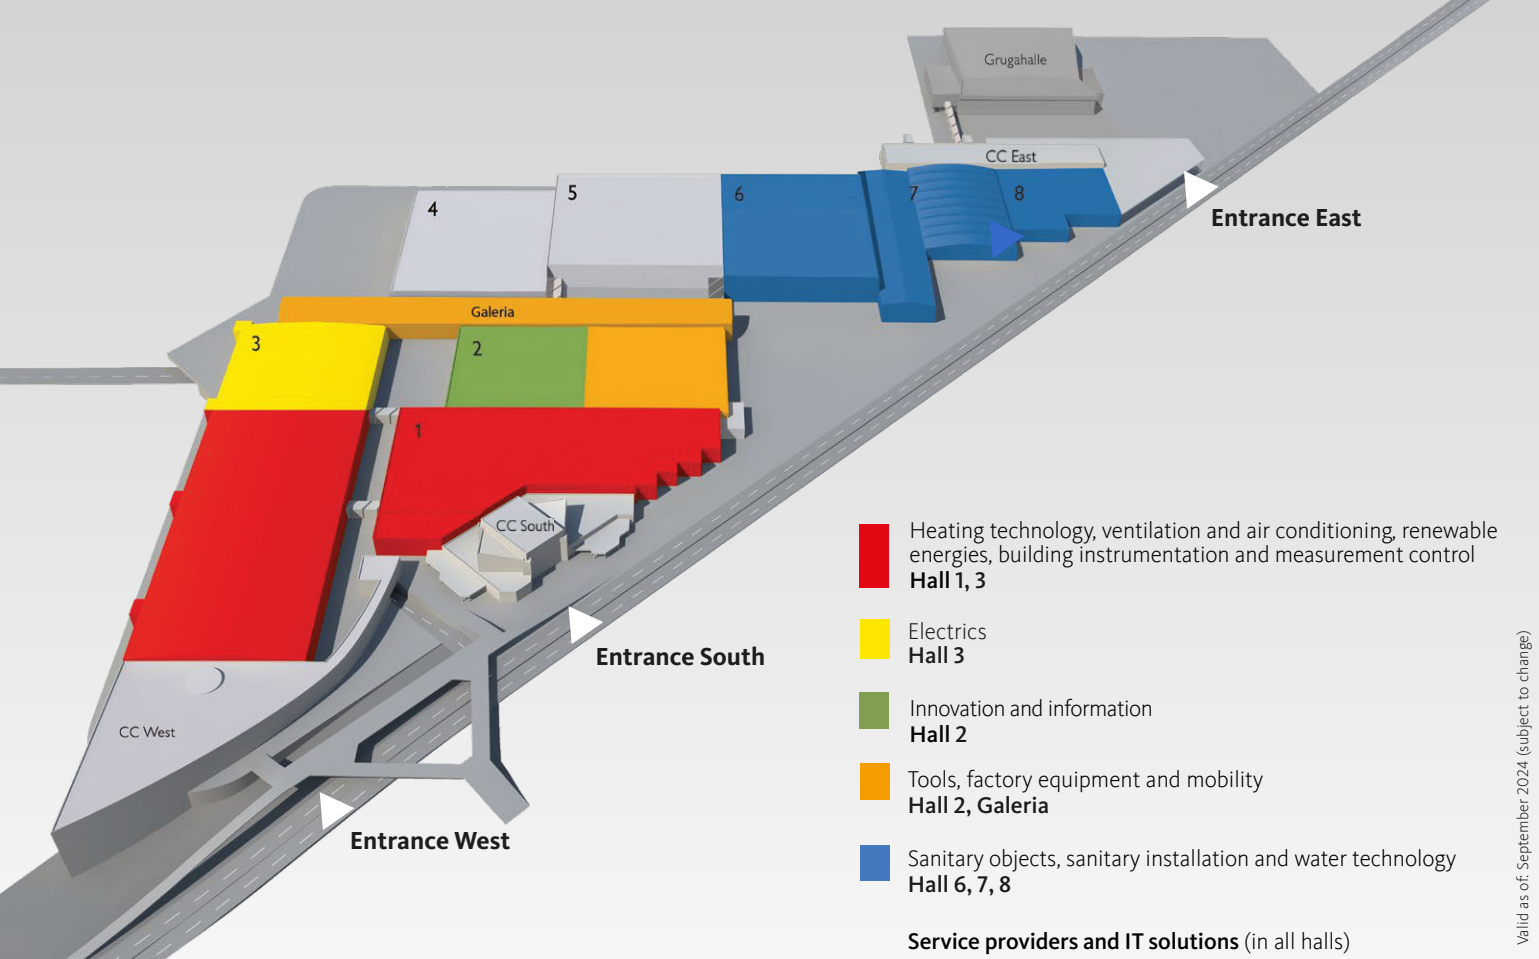 Grugahalle
CC East
4
5
6
7
8
Entrance East
Galeria
3
2
1
CC South
Entrance South
CC West
Entrance West
Heating technology, ventilation and air conditioning, renewable
energies, building instrumentation and measurement control
Hall 1, 3
Electrics
Hall 3
Innovation and information
Hall 2
Tools, factory equipment and mobility
Hall 2, Galeria
Sanitary objects, sanitary installation and water technology
Hall 6, 7, 8
Service providers and IT solutions (in all halls)
Valid as of: September 2024 (subject to change)